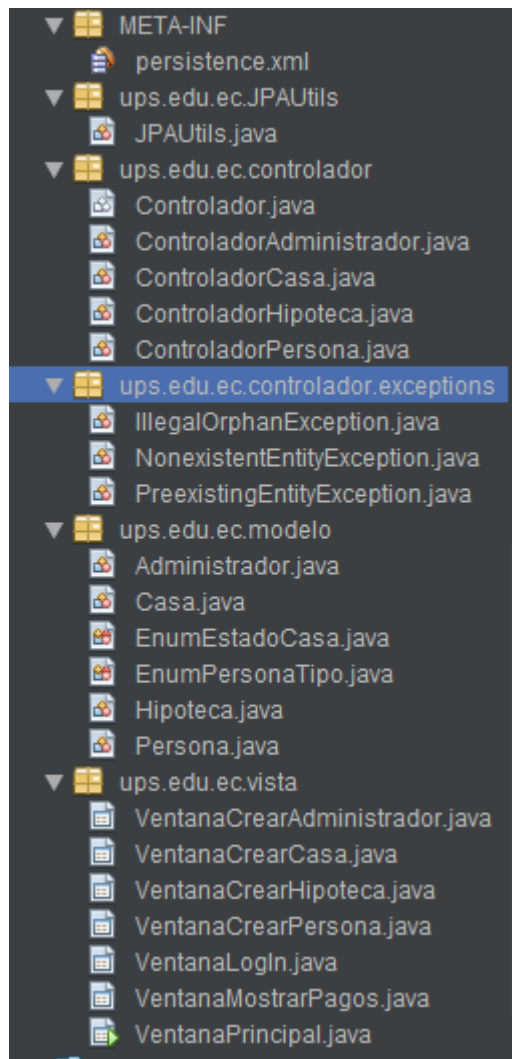 META-INF
persistence.xml
ups.edu.ec.JPAUtils
JPAUtils.java
ups.edu.ec.controlador
Controlador.java
ControladorAdministrador.java
ControladorCasa.java
ControladorHipoteca.java
ControladorPersona.java
ups.edu.ec.controlador.exceptions
IllegalOrphanException.java
NonexistentEntityException.java
PreexistingEntityException.java
ups.edu.ec.modelo
Administrador.java
Casa.java
EnumEstadoCasa.java
EnumPersonaTipo.java
Hipoteca.java
Persona.java
ups.edu.ec.vista
VentanaCrearAdministrador.java
VentanaCrearCasa.java
VentanaCrearHipoteca.java
VentanaCrearPersona.java
VentanaLogIn.java
VentanaMostrarPagos.java
VentanaPrincipal.java